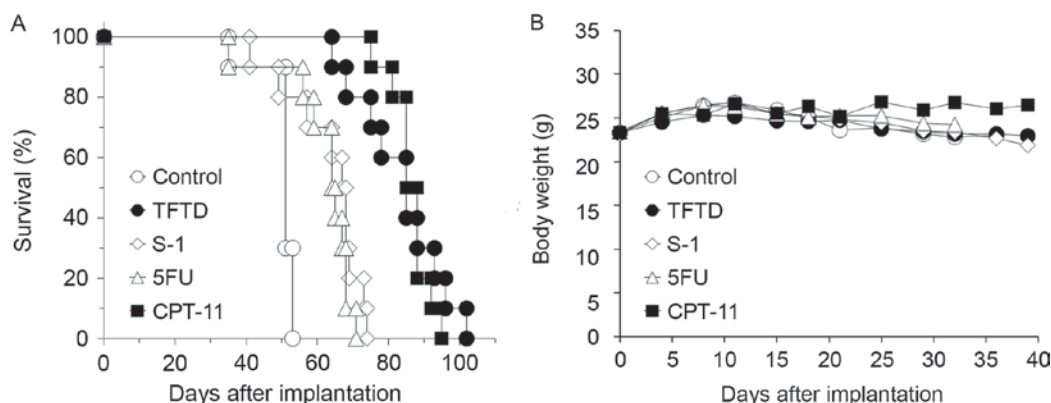 A
100
80
60
40
20
0
Survival (%)
Control
TFTD
S-1
5FU
CPT-11
0 20 40 60 80 100
Days after implantation
B
35
30
25
20
15
10
5
0
Body weight (g)
Control
TFTD
S-1
5FU
CPT-11
0 5 10 15 20 25 30 35 40
Days after implantation